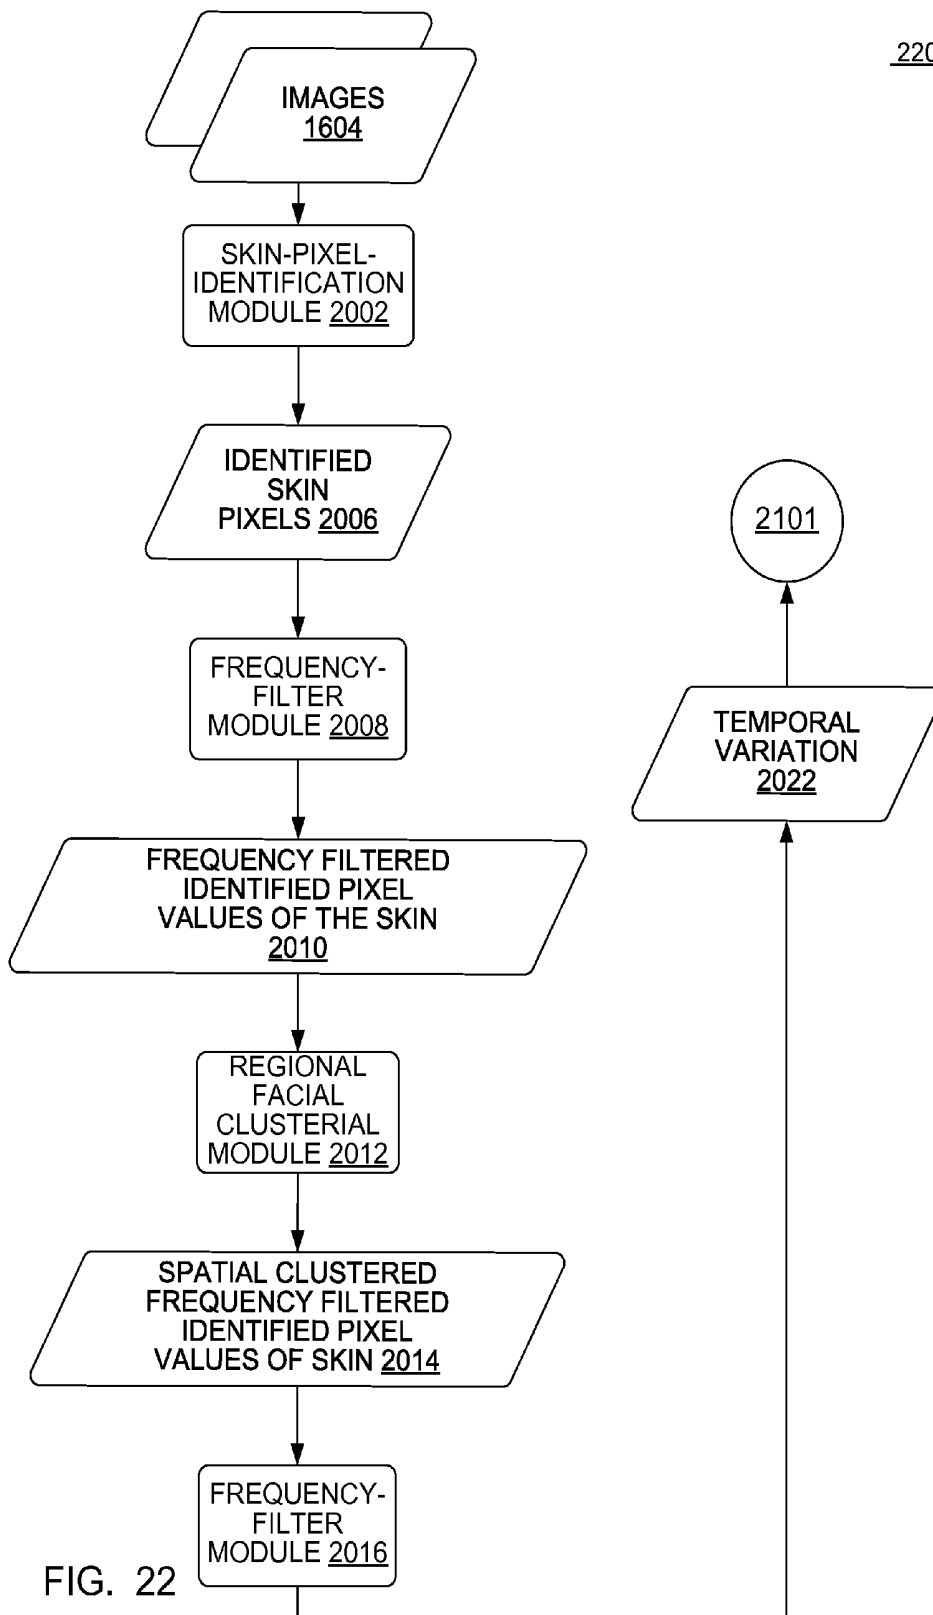 220
IMAGES
1604
SKIN-PIXEL-
IDENTIFICATION
MODULE 2002
IDENTIFIED
SKIN
PIXELS 2006
FREQUENCY-
FILTER
MODULE 2008
FREQUENCY FILTERED
IDENTIFIED PIXEL
VALUES OF THE SKIN
2010
REGIONAL
FACIAL
CLUSTERIAL
MODULE 2012
SPATIAL CLUSTERED
FREQUENCY FILTERED
IDENTIFIED PIXEL
VALUES OF SKIN 2014
FREQUENCY-
FILTER
MODULE 2016
2101
TEMPORAL
VARIATION
2022
FIG. 22